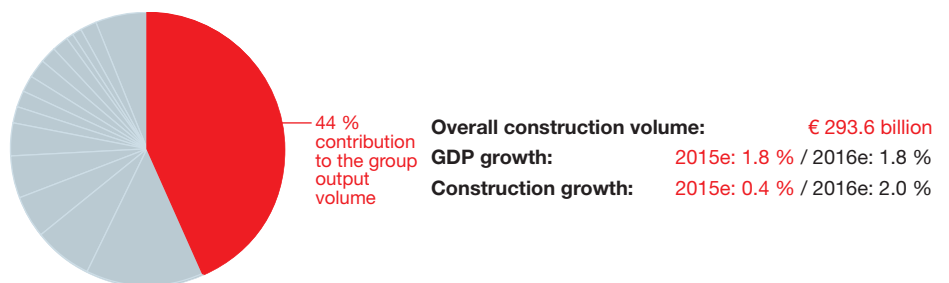 44 %
contribution
to the group
output
volume
Overall construction volume: € 293.6 billion
GDP growth: 2015e: 1.8 % / 2016e: 1.8 %
Construction growth: 2015e: 0.4 % / 2016e: 2.0 %